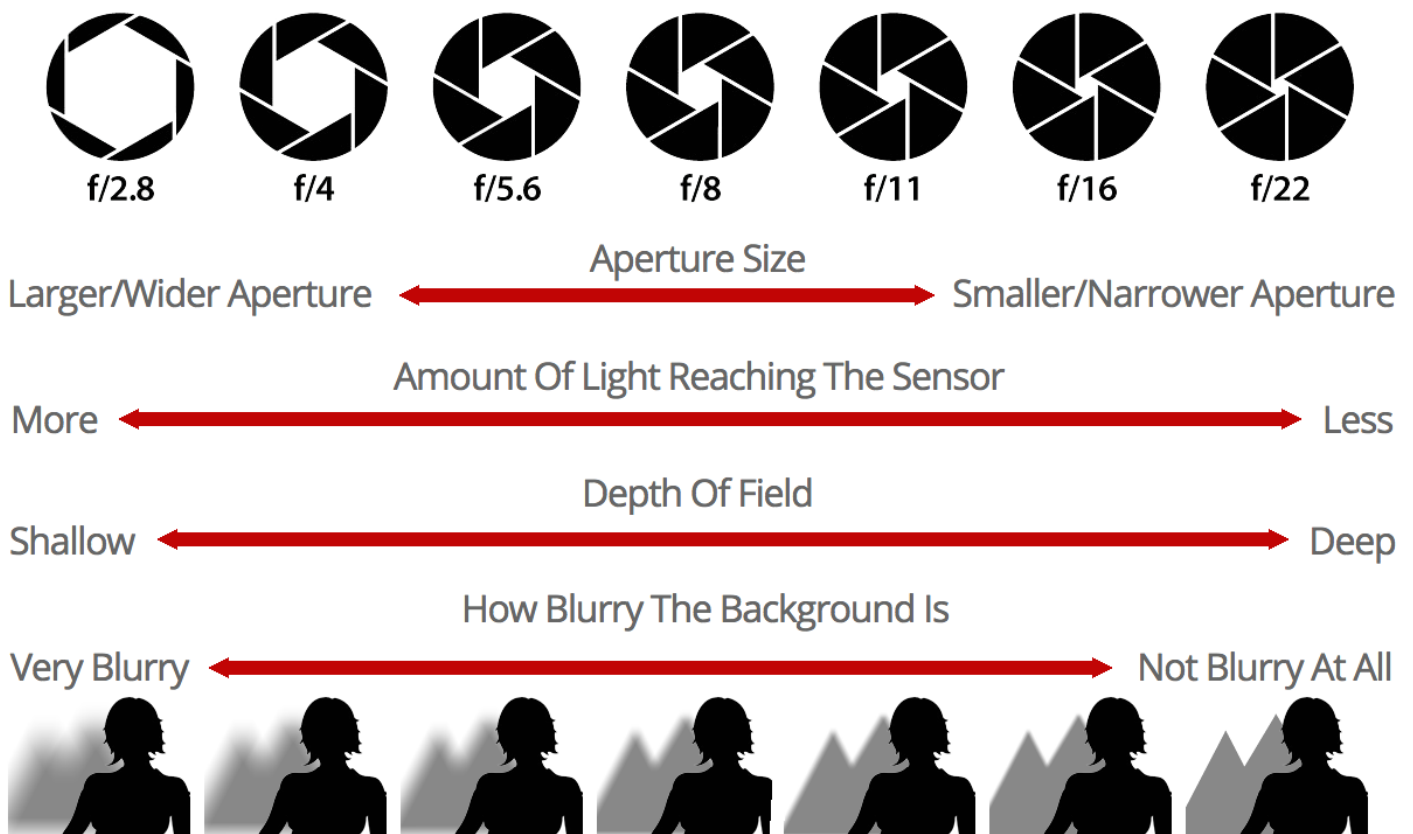 f/2.8 f/4 f/5.6 f/8 f/11 f/16 f/22
Aperture Size
Larger/Wider Aperture Smaller/Narrower Aperture
Amount Of Light Reaching The Sensor
More Less
Depth Of Field
Shallow Deep
How Blurry The Background Is
Very Blurry Not Blurry At All